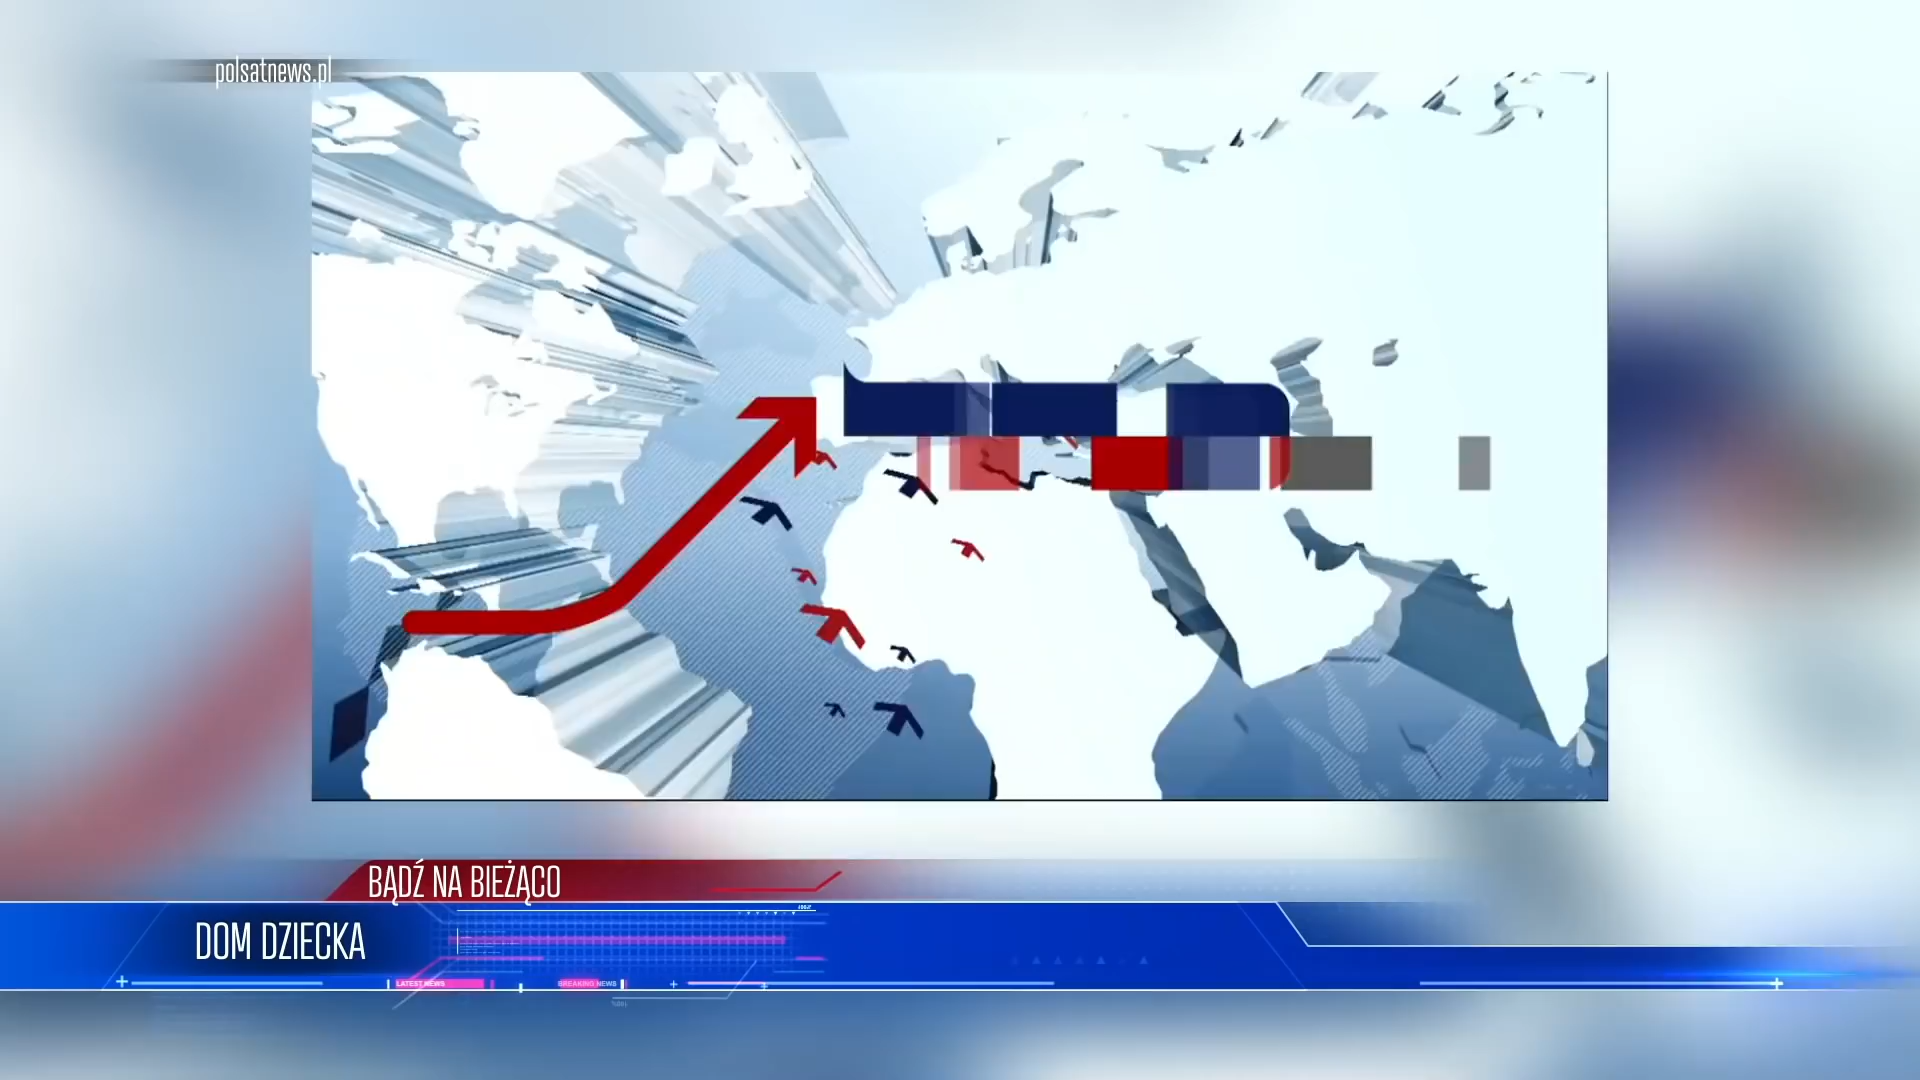 polsatnews.pl
BĄDŹ NA BIEŻĄCO
DOM DZIECKA
LATEST NEWS
BREAKING NEWS